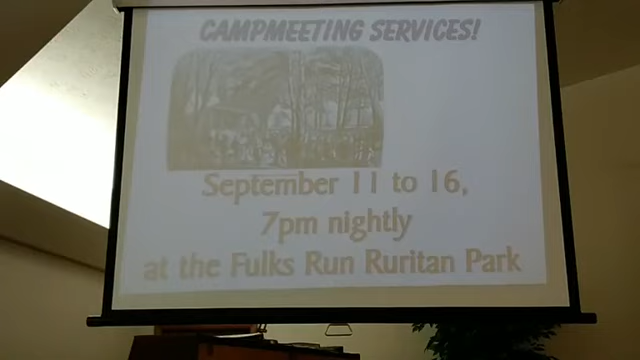 CAMPMEETING SERVICES!
September 11 to 16,
7pm nightly
at the Fulks Run Ruritan Park